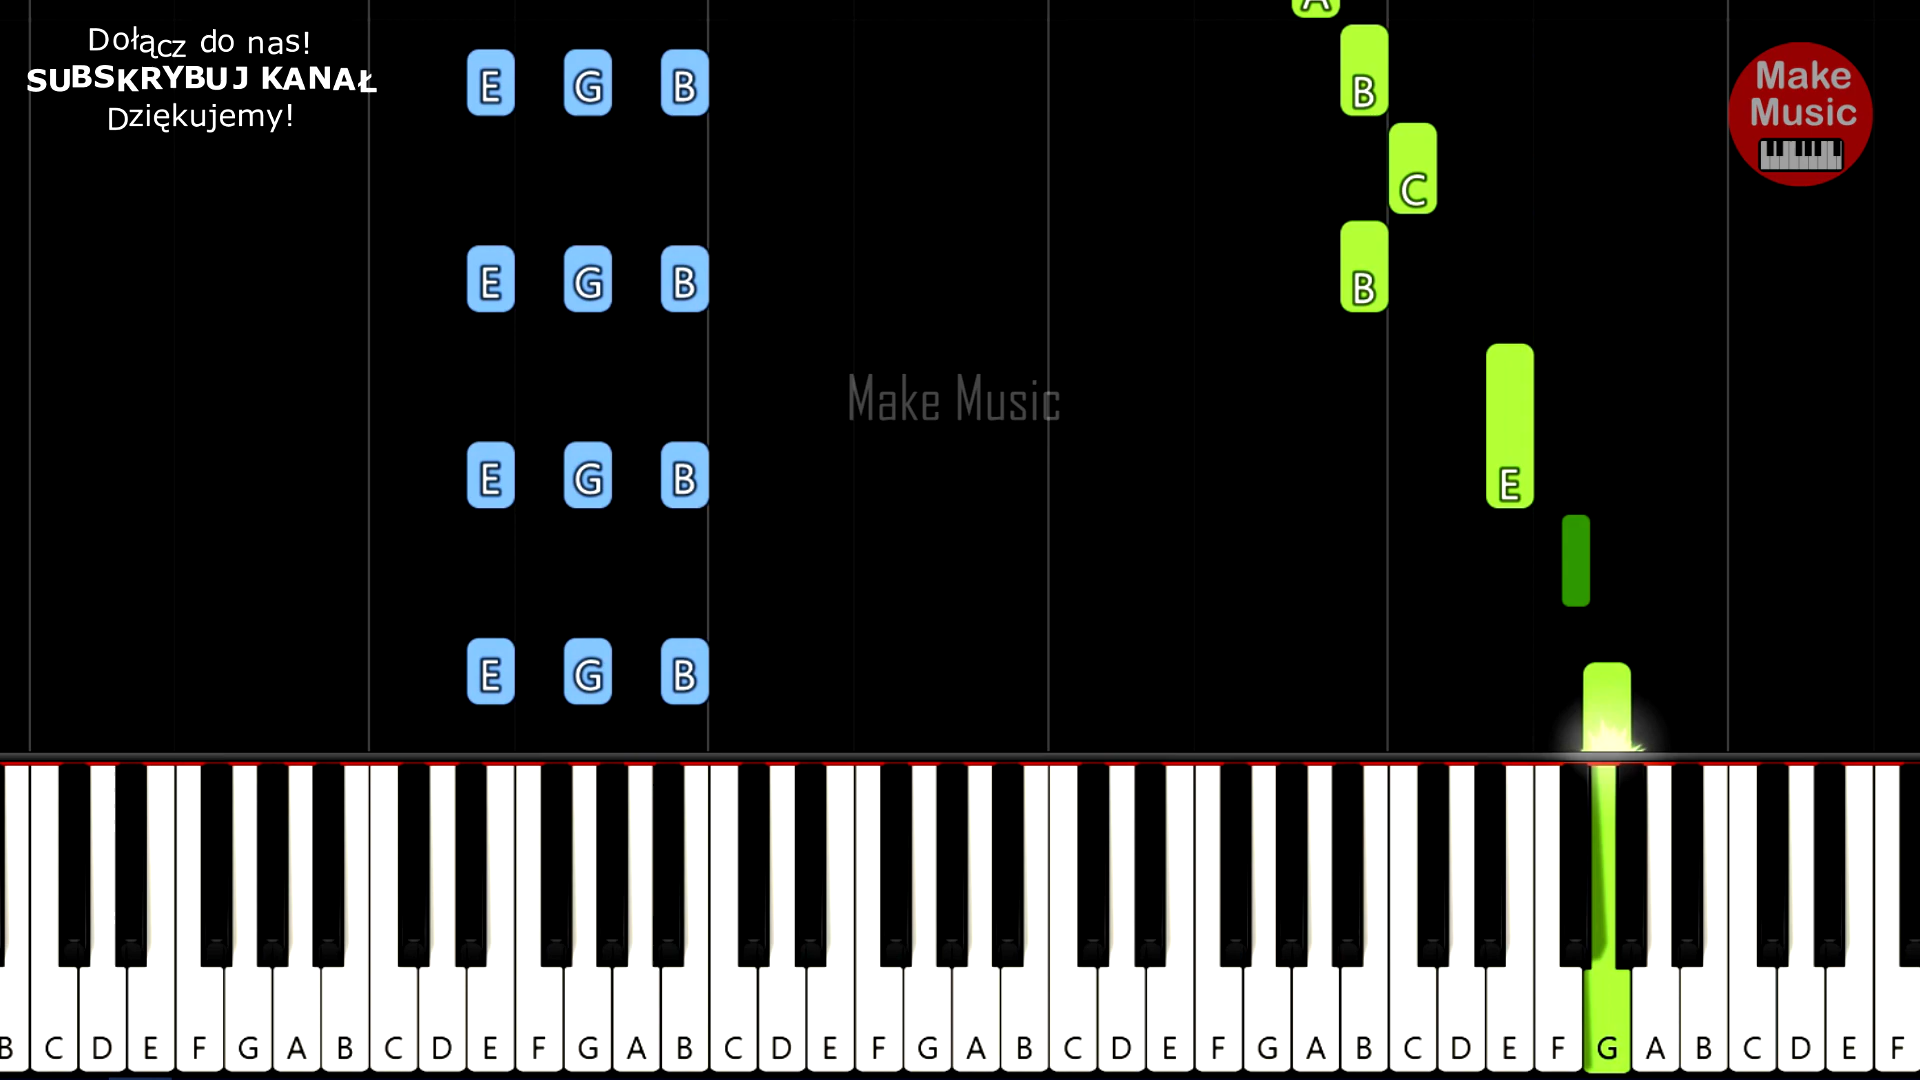 Dołącz do nas!
SUBSKRYBUJ KANAŁ
Dziękujemy!
Make
Music
A
E G B B
C
E G B B
Make Music
E G B E
E G B
B C D E F G A B C D E F G A B C D E F G A B C D E F G A B C D E F G A B C D E F